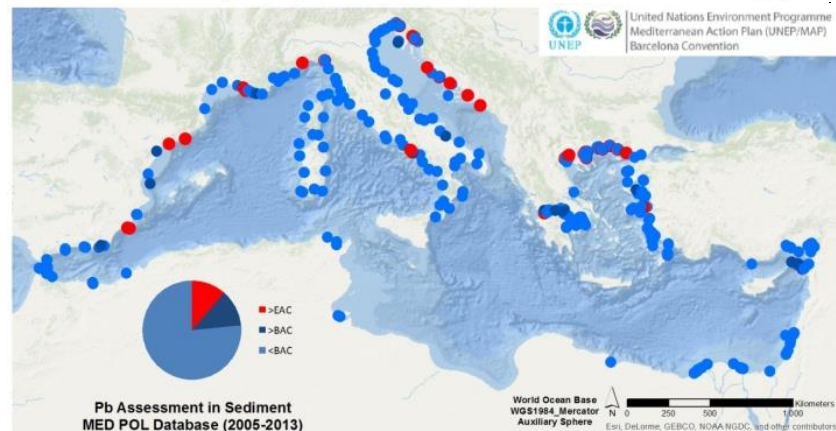 UNEP
United Nations Environment Programme
Mediterranean Action Plan (UNEP/MAP)
Barcelona Convention
>EAC
>BAC
<BAC
Pb Assessment in Sediment
MED POL Database (2005-2013)
World Ocean Base
WGS1984_Mercator
Auxiliary Sphere
N
Kilometers
0 250 500 1.000
Esri, DeLorme, GEBCO, NOAA NGDC, and other contributors